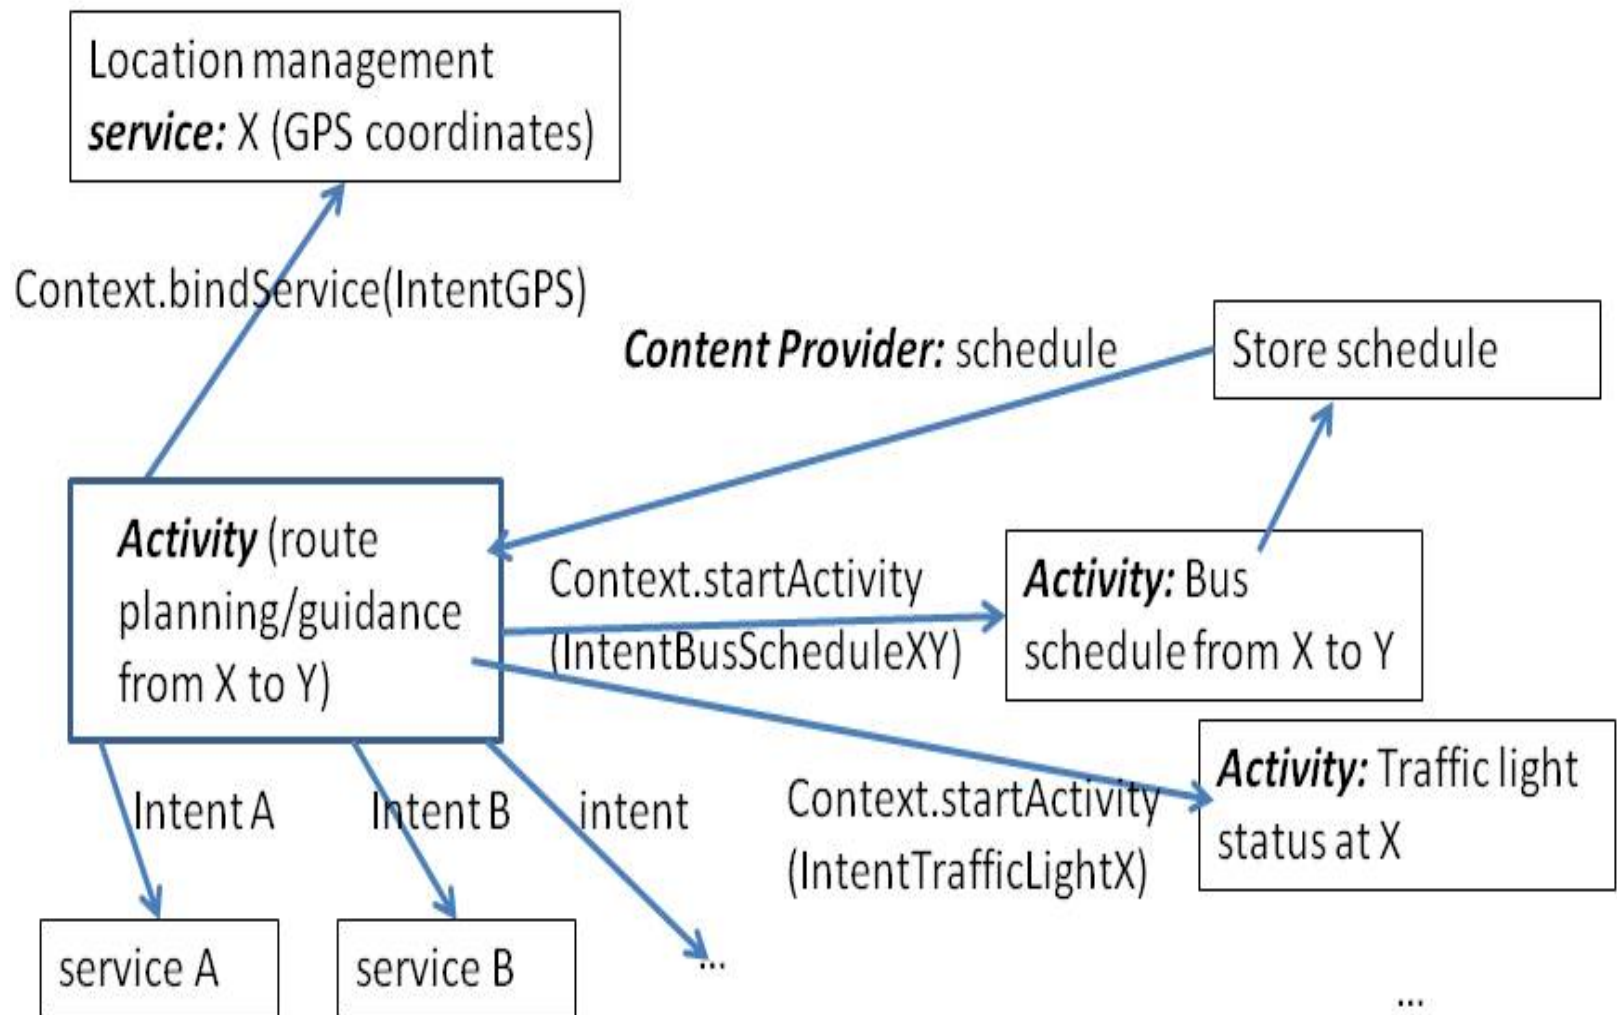 Location management
service: X (GPS coordinates)
Context.bindService(IntentGPS)
Content Provider: schedule
Store schedule
Activity (route
planning/guidance
from X to Y)
Context.startActivity
(IntentBusScheduleXY)
Activity: Bus
schedule from X to Y
Activity: Traffic light
status at X
Context.startActivity
(IntentTrafficLightX)
Intent A
Intent B
intent
service A
service B
...
...